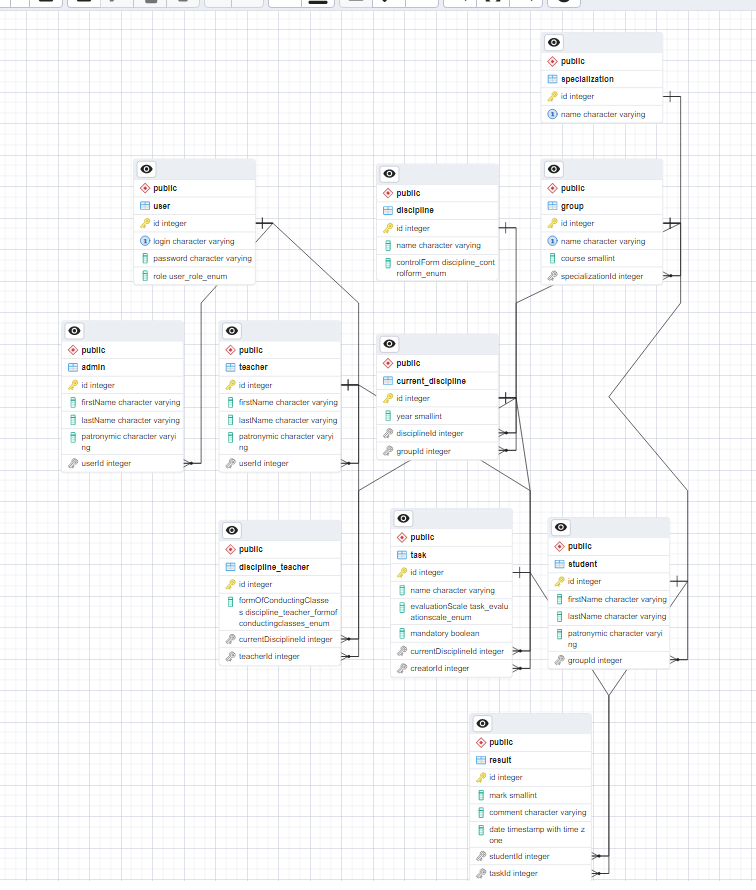 public
specialization
id integer
name character varying
public
user
id integer
login character varying
password character varying
role user_role_enum
public
discipline
id integer
name character varying
controlForm discipline_cont
rolform_enum
public
group
id integer
name character varying
course smallint
specializationId integer
public
admin
id integer
firstName character varying
lastName character varying
patronymic character varyi
ng
userId integer
public
teacher
id integer
firstName character varying
lastName character varying
patronymic character varyi
ng
userId integer
public
current_discipline
id integer
year smallint
disciplineId integer
groupId integer
public
discipline_teacher
id integer
formOfConductingClasse
s discipline_teacher_formof
conductingclasses_enum
currentDisciplineId integer
teacherId integer
public
task
id integer
name character varying
evaluationScale task_evalu
ationscale_enum
mandatory boolean
currentDisciplineId integer
creatorId integer
public
student
id integer
firstName character varying
lastName character varying
patronymic character varyi
ng
groupId integer
public
result
id integer
mark smallint
comment character varying
date timestamp with time z
one
studentId integer
taskId integer